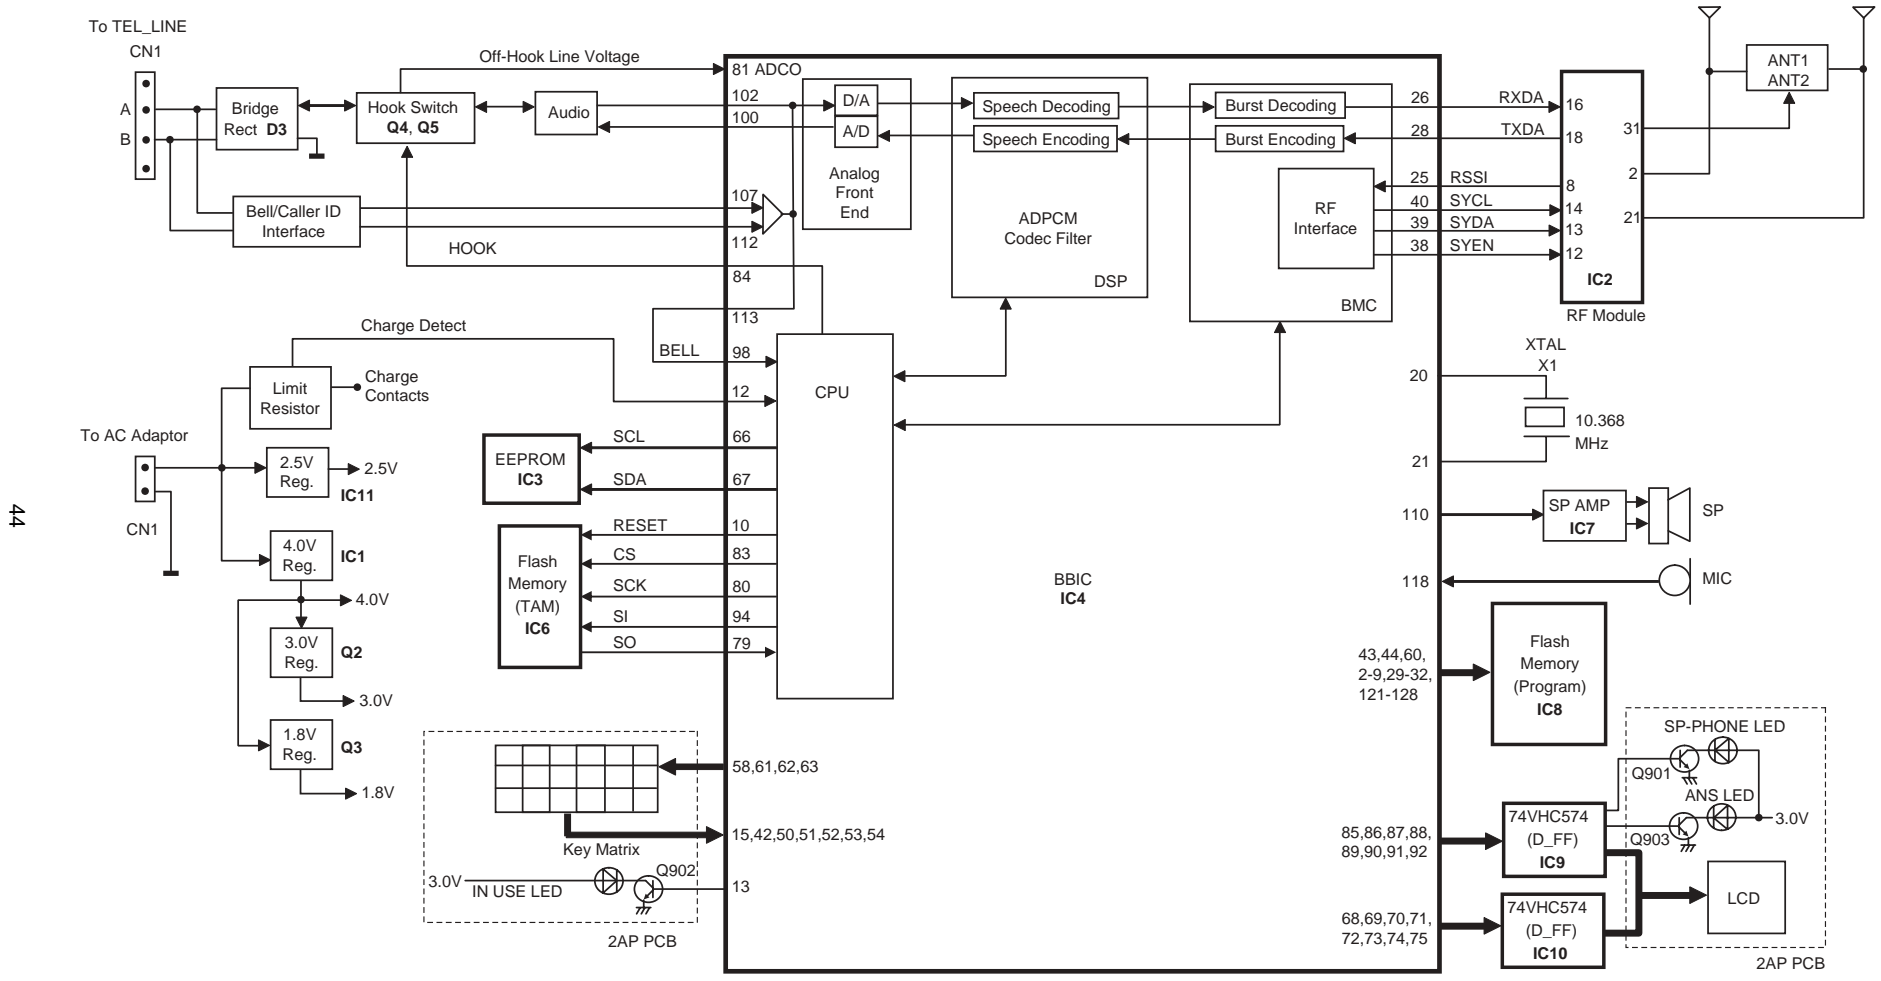 To TEL_LINE
CN1
A
B
Bridge
Rect D3
Hook Switch
Q4, Q5
Audio
Off-Hook Line Voltage
Bell/Caller ID
Interface
HOOK
81 ADCO
102
100
107
112
84
113
98
12
66
67
10
83
80
94
79
D/A
A/D
Analog
Front
End
Speech Decoding
Speech Encoding
ADPCM
Codec Filter
DSP
Burst Decoding
Burst Encoding
RF
Interface
BMC
26 RXDA 16
28 TXDA 18
25 RSSI 8
40 SYCL 14
39 SYDA 13
38 SYEN 12
31
2
21
IC2
RF Module
ANT1
ANT2
Charge Detect
BELL
CPU
Limit
Resistor
Charge
Contacts
To AC Adaptor
CN1
2.5V
Reg.
IC11
2.5V
4.0V
Reg.
IC1
4.0V
3.0V
Reg.
Q2
3.0V
1.8V
Reg.
Q3
1.8V
EEPROM
IC3
SCL
SDA
Flash
Memory
(TAM)
IC6
RESET
CS
SCK
SI
SO
XTAL
X1
20
10.368
MHz
21
110
SP AMP
IC7
SP
118
MIC
BBIC
IC4
43,44,60,
2-9,29-32,
121-128
Flash
Memory
(Program)
IC8
58,61,62,63
15,42,50,51,52,53,54
Key Matrix
3.0V
IN USE LED
Q902
13
2AP PCB
85,86,87,88,
89,90,91,92
74VHC574
(D_FF)
IC9
68,69,70,71,
72,73,74,75
74VHC574
(D_FF)
IC10
SP-PHONE LED
Q901
ANS LED
Q903
3.0V
LCD
2AP PCB
44